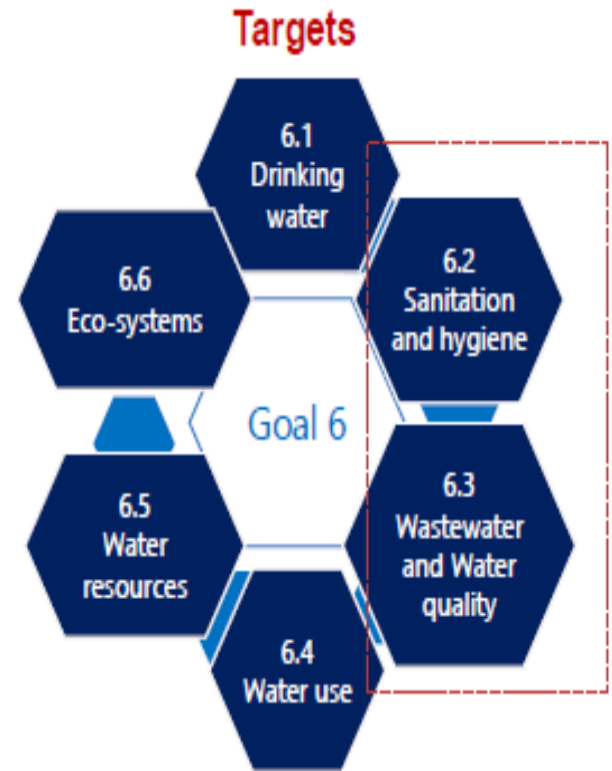 Targets
6.1
Drinking
water
6.2
Sanitation
and hygiene
6.3
Wastewater
and Water
quality
6.4
Water use
6.5
Water
resources
6.6
Eco-systems
Goal 6